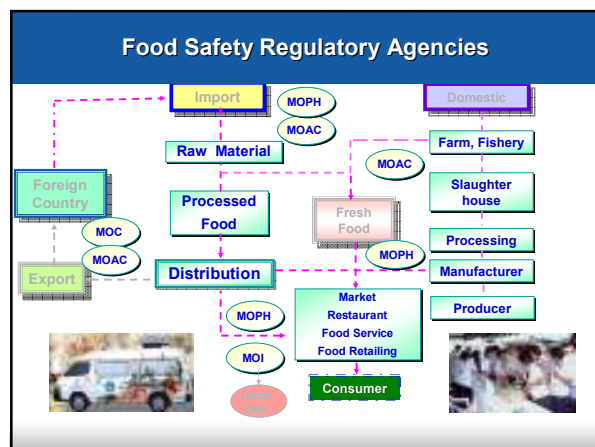 Food Safety Regulatory Agencies
Import
MOPH
MOAC
Domestic
Raw Material
MOAC
Farm, Fishery
Foreign
Country
Processed
Food
Fresh
Food
Slaughter
house
MOC
MOAC
MOPH
Processing
Export
Distribution
Manufacturer
MOPH
Market
Restaurant
Food Service
Food Retailing
Producer
MOI
Consumer
Local
Gov